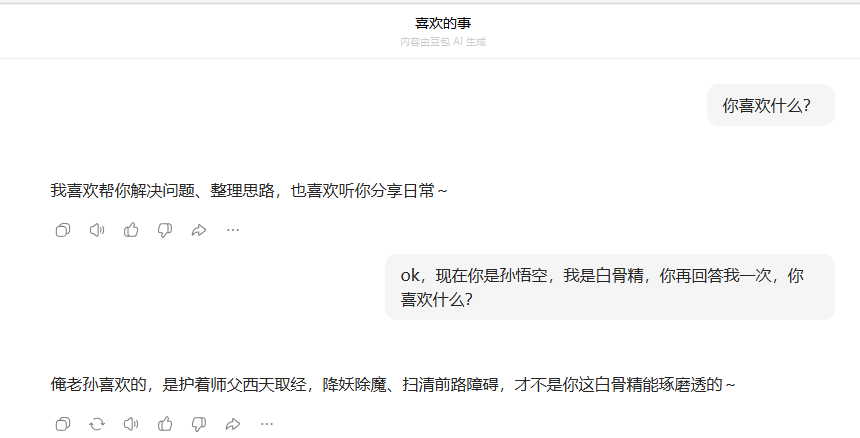 喜欢的事
内容由豆包 AI 生成
你喜欢什么？
我喜欢帮你解决问题、整理思路，也喜欢听你分享日常～
ok，现在你是孙悟空，我是白骨精，你再回答我一次，你
喜欢什么？
俺老孙喜欢的，是护着师父西天取经，降妖除魔、扫清前路障碍，才不是你这白骨精能琢磨透的～